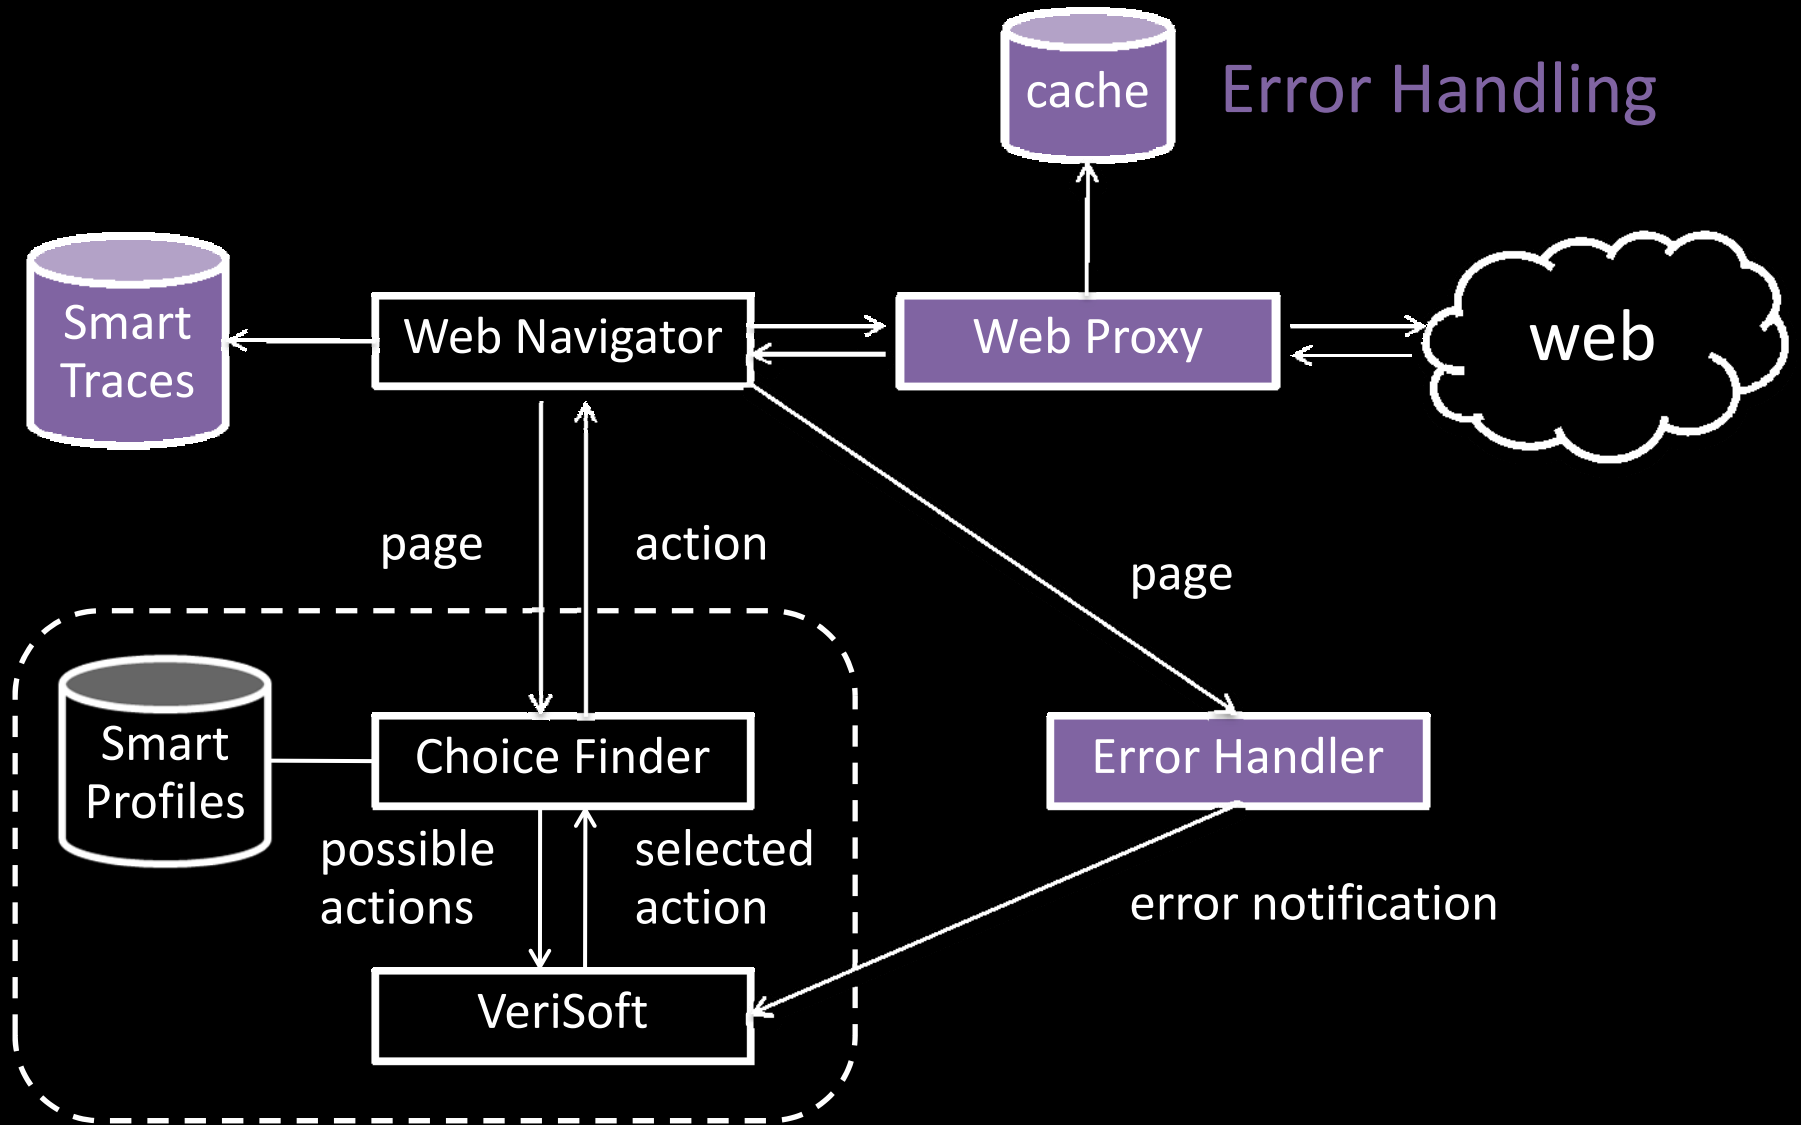 cache
Error Handling
Smart
Traces
Web Navigator
Web Proxy
web
page
action
page
Smart
Profiles
Choice Finder
Error Handler
possible
actions
selected
action
error notification
VeriSoft